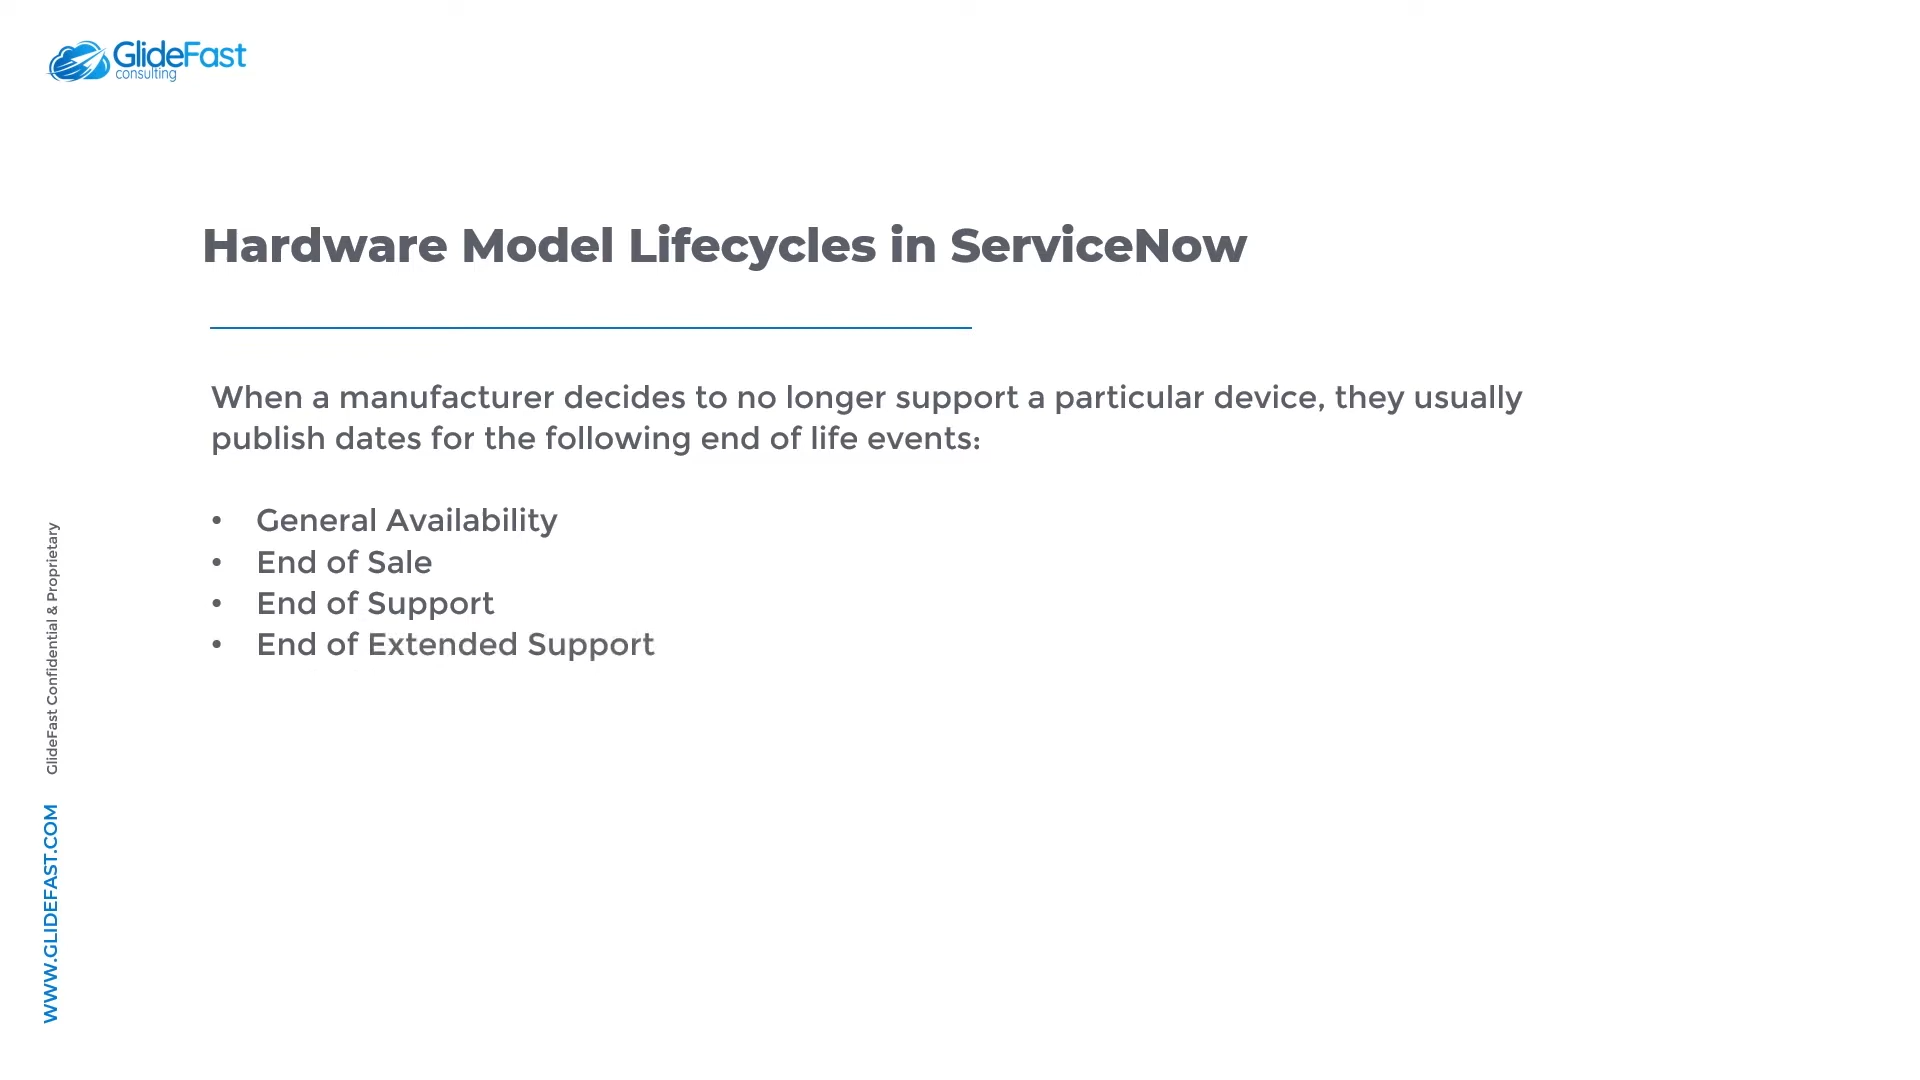 GlideFast
consulting
Hardware Model Lifecycles in ServiceNow
When a manufacturer decides to no longer support a particular device, they usually
publish dates for the following end of life events:
• General Availability
• End of Sale
• End of Support
• End of Extended Support
GlideFast Confidential & Proprietary
WWW.GLIDEFAST.COM